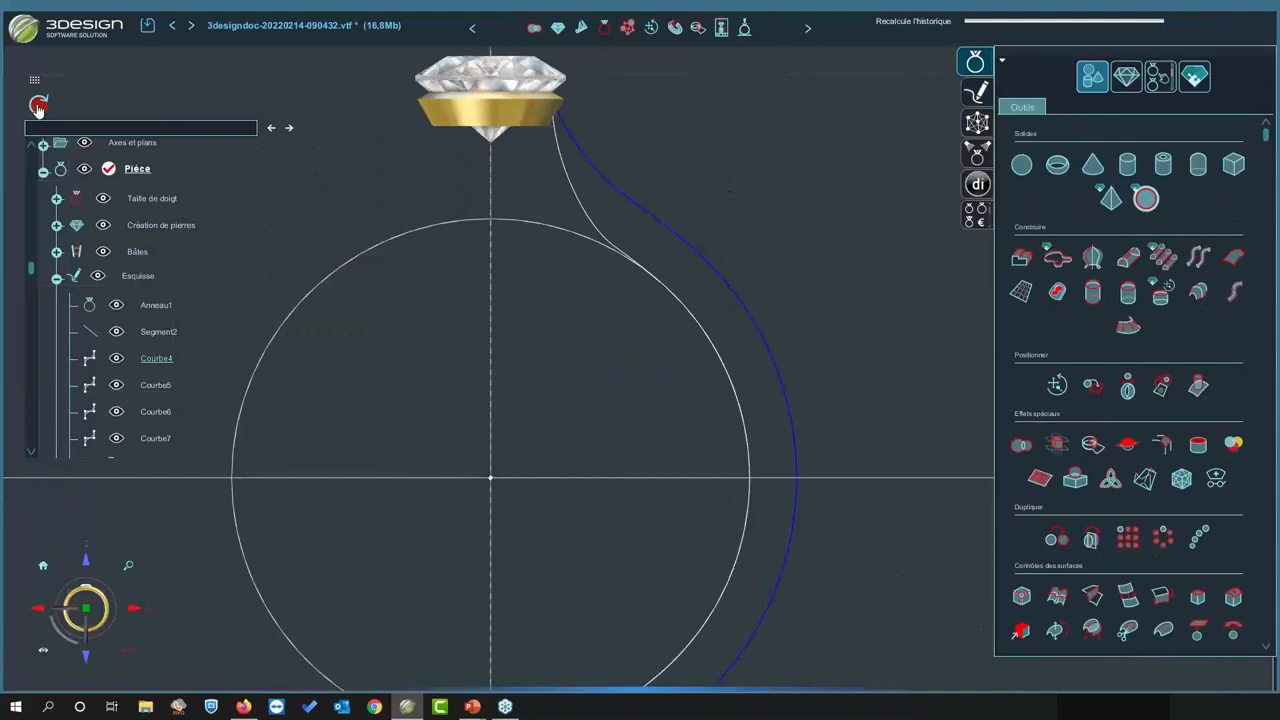 3DESIGN
SOFTWARE SOLUTION
3designdoc-20220214-090432.vtf * (16,8Mb)
Recalcule l'historique
Axes et plans
Pièce
Taille de doigt
Création de pierres
Bâtes
Esquisse
Anneau1
Segment2
Courbe4
Courbe5
Courbe6
Courbe7
di
Outils
Solides
Construire
Positionner
Effets spéciaux
Dupliquer
Contrôles des surfaces